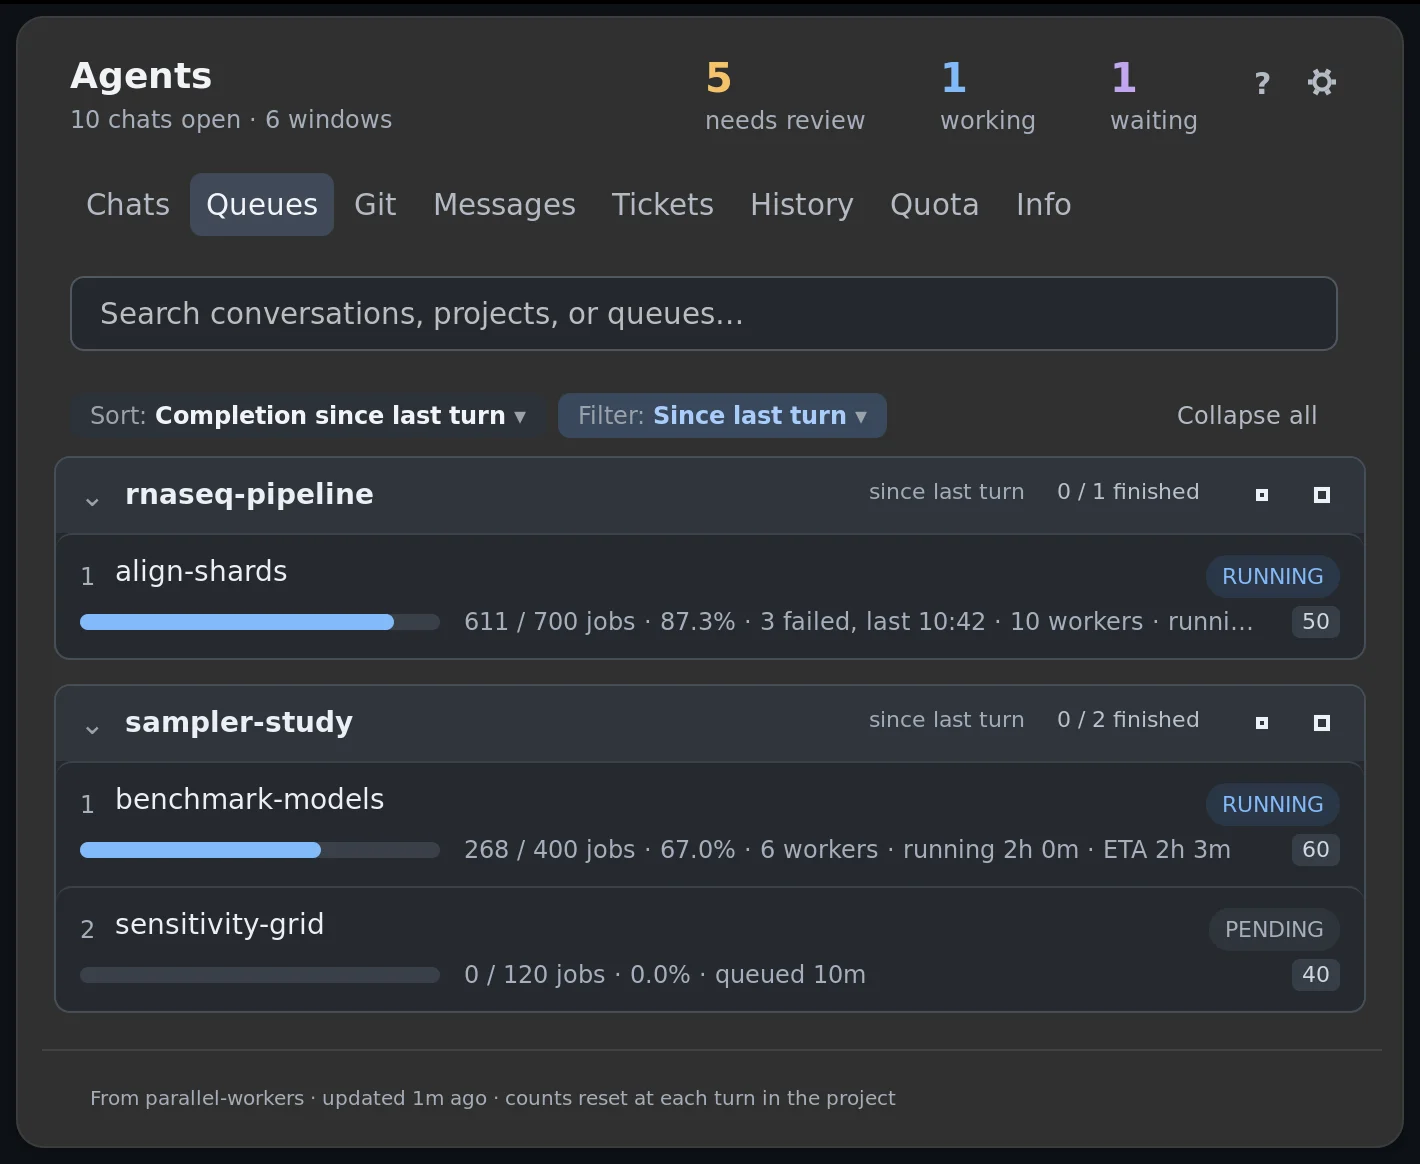 Agents
10 chats open · 6 windows
5 needs review
1 working
1 waiting
?
Chats Queues Git Messages Tickets History Quota Info
Search conversations, projects, or queues…
Sort: Completion since last turn ▾ Filter: Since last turn ▾ Collapse all
rnaseq-pipeline since last turn 0 / 1 finished
1 align-shards RUNNING
611 / 700 jobs · 87.3% · 3 failed, last 10:42 · 10 workers · runni… 50
sampler-study since last turn 0 / 2 finished
1 benchmark-models RUNNING
268 / 400 jobs · 67.0% · 6 workers · running 2h 0m · ETA 2h 3m 60
2 sensitivity-grid PENDING
0 / 120 jobs · 0.0% · queued 10m 40
From parallel-workers · updated 1m ago · counts reset at each turn in the project